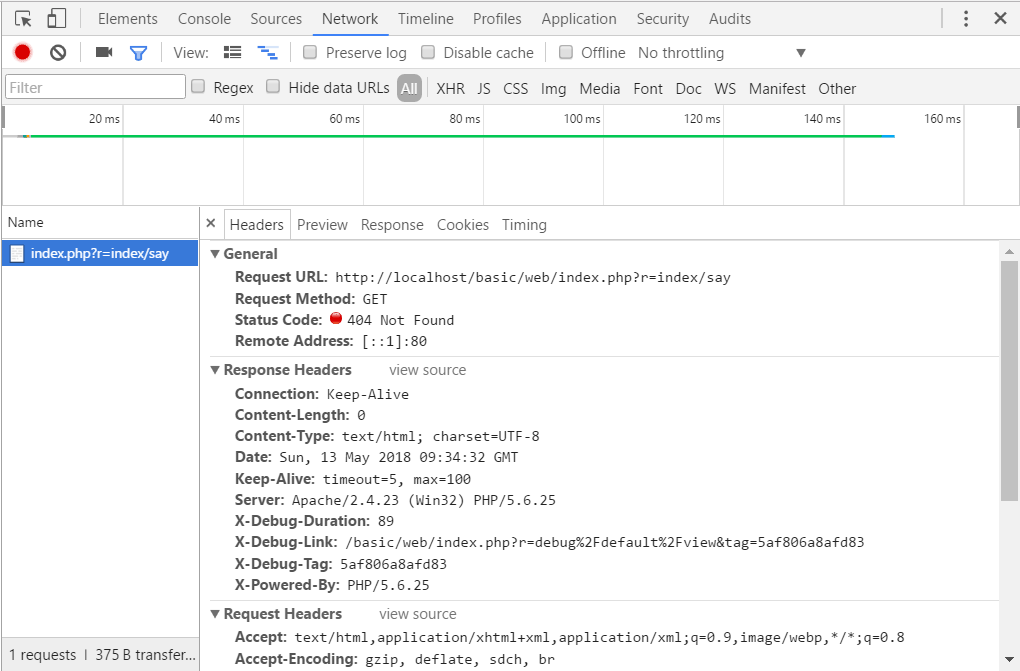 Elements Console Sources Network Timeline Profiles Application Security Audits
View: Preserve log Disable cache Offline No throttling
Filter Regex Hide data URLs All XHR JS CSS Img Media Font Doc WS Manifest Other
20 ms 40 ms 60 ms 80 ms 100 ms 120 ms 140 ms 160 ms
Name
index.php?r=index/say
1 requests | 375 B transfer...
× Headers Preview Response Cookies Timing
General
Request URL: http://localhost/basic/web/index.php?r=index/say
Request Method: GET
Status Code: 404 Not Found
Remote Address: [::1]:80
Response Headers view source
Connection: Keep-Alive
Content-Length: 0
Content-Type: text/html; charset=UTF-8
Date: Sun, 13 May 2018 09:34:32 GMT
Keep-Alive: timeout=5, max=100
Server: Apache/2.4.23 (Win32) PHP/5.6.25
X-Debug-Duration: 89
X-Debug-Link: /basic/web/index.php?r=debug%2Fdefault%2Fview&tag=5af806a8afd83
X-Debug-Tag: 5af806a8afd83
X-Powered-By: PHP/5.6.25
Request Headers view source
Accept: text/html,application/xhtml+xml,application/xml;q=0.9,image/webp,*/*;q=0.8
Accept-Encoding: gzip, deflate, sdch, br